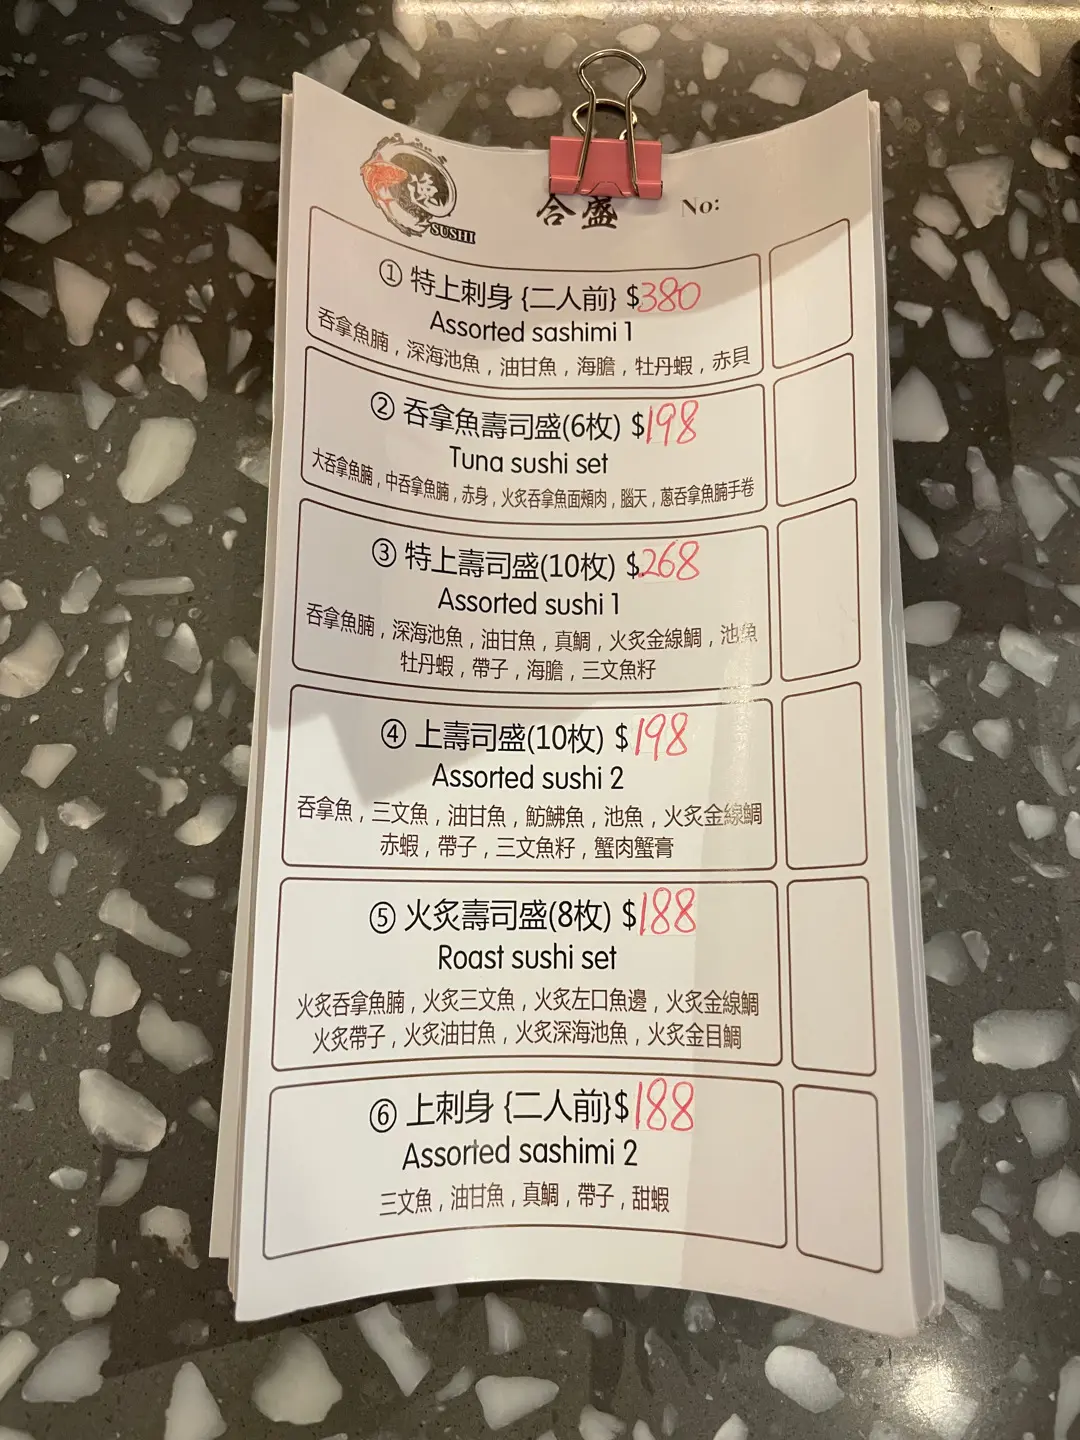 漁
SUSHI
合盛 No:
① 特上刺身 {二人前} $380
Assorted sashimi 1
吞拿魚腩，深海池魚，油甘魚，海膽，牡丹蝦，赤貝
② 吞拿魚壽司盛(6枚) $198
Tuna sushi set
大吞拿魚腩，中吞拿魚腩，赤身，火炙吞拿魚面頰肉，腦天，蔥吞拿魚腩手卷
③ 特上壽司盛(10枚) $268
Assorted sushi 1
吞拿魚腩，深海池魚，油甘魚，真鯛，火炙金線鯛，池魚
牡丹蝦，帶子，海膽，三文魚籽
④ 上壽司盛(10枚) $198
Assorted sushi 2
吞拿魚，三文魚，油甘魚，魴鮄魚，池魚，火炙金線鯛
赤蝦，帶子，三文魚籽，蟹肉蟹膏
⑤ 火炙壽司盛(8枚) $188
Roast sushi set
火炙吞拿魚腩，火炙三文魚，火炙左口魚邊，火炙金線鯛
火炙帶子，火炙油甘魚，火炙深海池魚，火炙金目鯛
⑥ 上刺身 {二人前}$188
Assorted sashimi 2
三文魚，油甘魚，真鯛，帶子，甜蝦